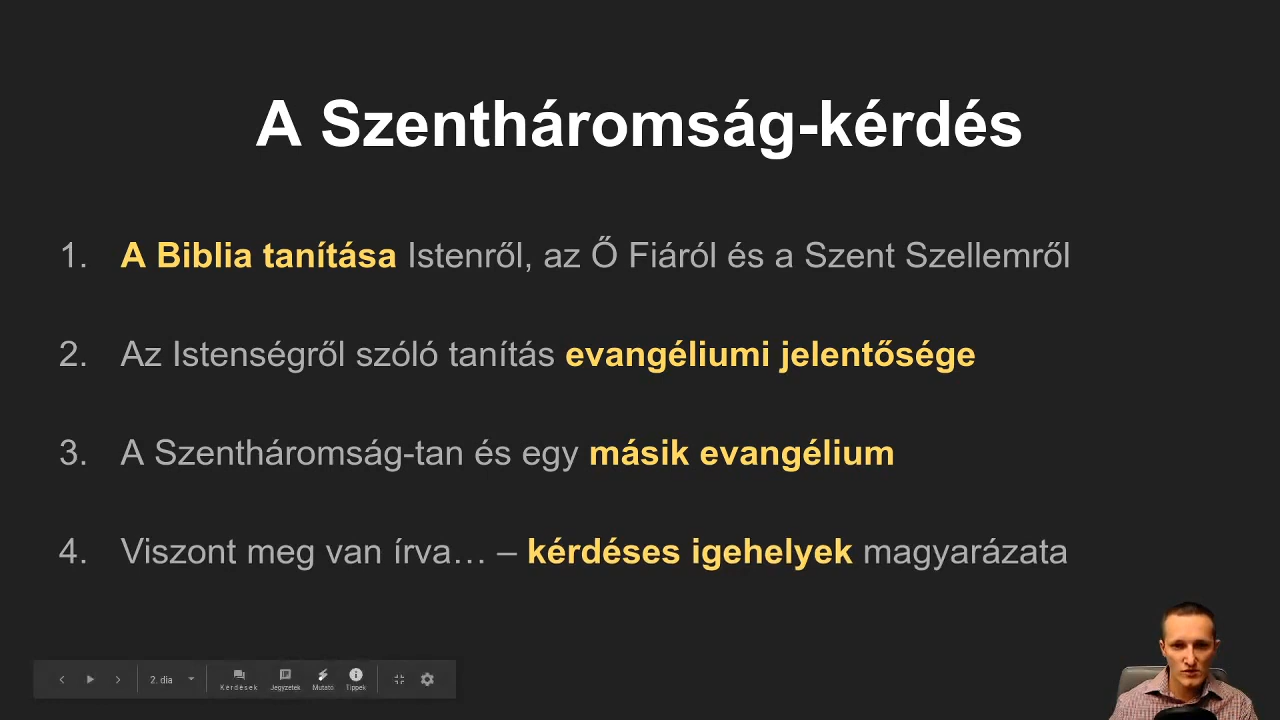 A Szentháromság-kérdés
1. A Biblia tanítása Istenről, az Ő Fiáról és a Szent Szellemről
2. Az Istenségről szóló tanítás evangéliumi jelentősége
3. A Szentháromság-tan és egy másik evangélium
4. Viszont meg van írva… – kérdéses igehelyek magyarázata
2. dia Kérdések Jegyzetek Mutató Tippek